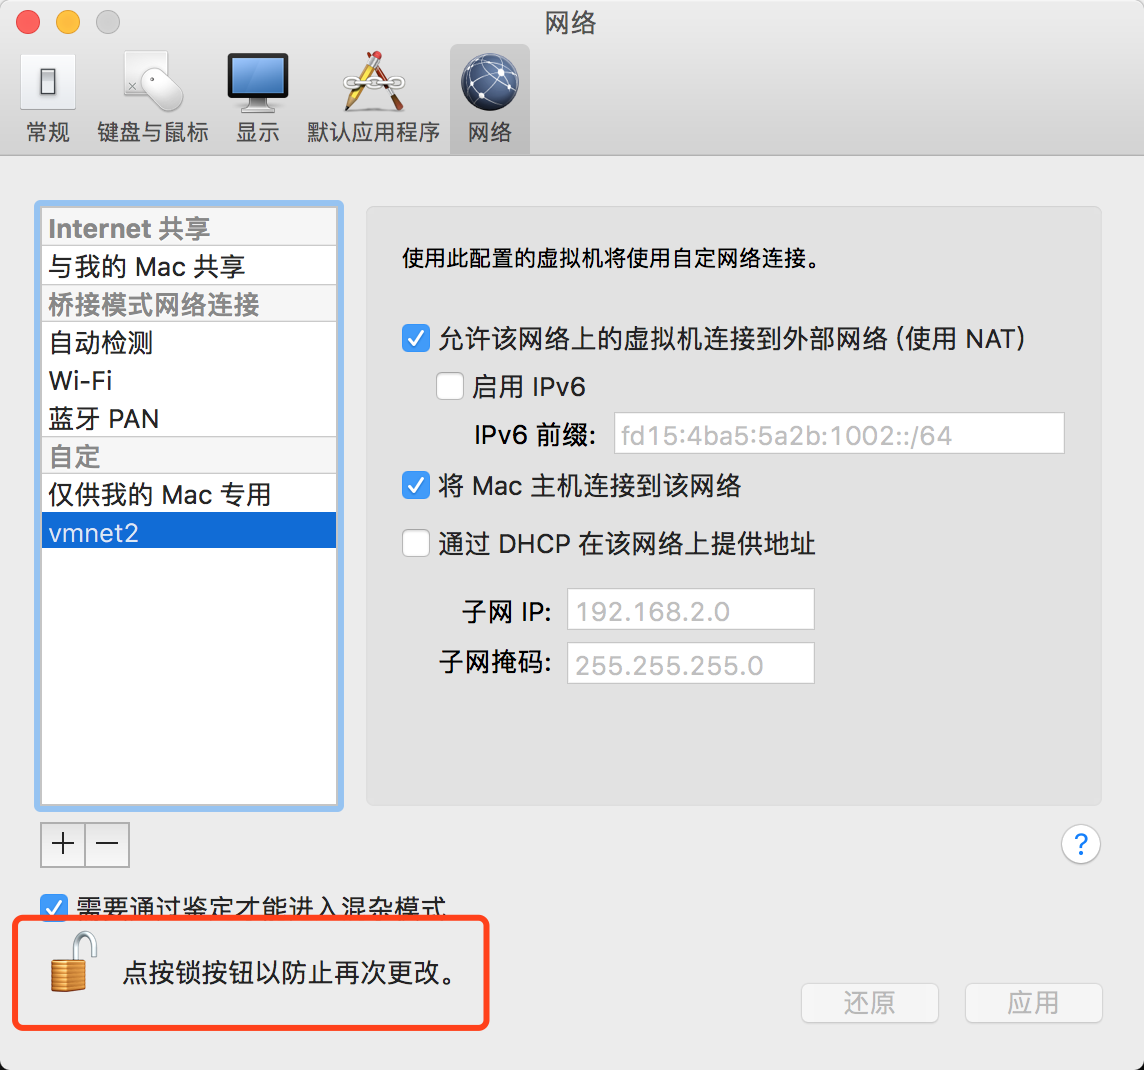 网络
常规
键盘与鼠标
显示
默认应用程序
网络
Internet 共享
与我的 Mac 共享
桥接模式网络连接
自动检测
Wi-Fi
蓝牙 PAN
自定
仅供我的 Mac 专用
vmnet2
使用此配置的虚拟机将使用自定网络连接。
允许该网络上的虚拟机连接到外部网络 (使用 NAT)
启用 IPv6
IPv6 前缀: fd15:4ba5:5a2b:1002::/64
将 Mac 主机连接到该网络
通过 DHCP 在该网络上提供地址
子网 IP: 192.168.2.0
子网掩码: 255.255.255.0
?
需要通过鉴定才能进入混杂模式
点按锁按钮以防止再次更改。
还原
应用